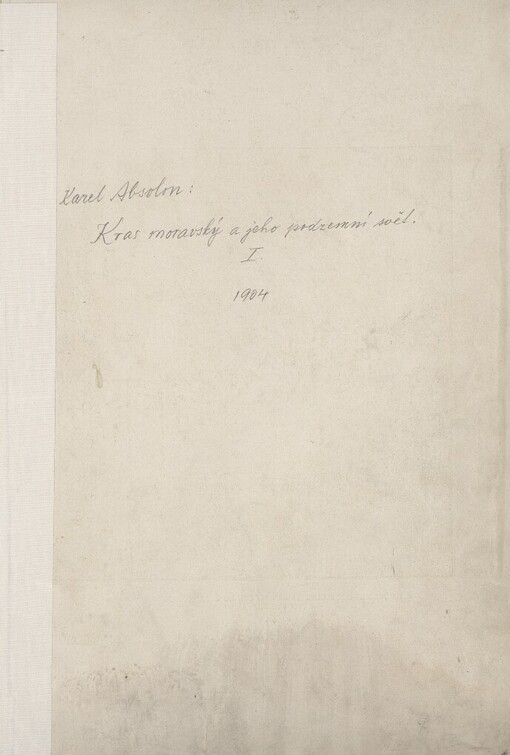 Karel Absolon:
Kras moravský a jeho podzemní svět.
I.
1904